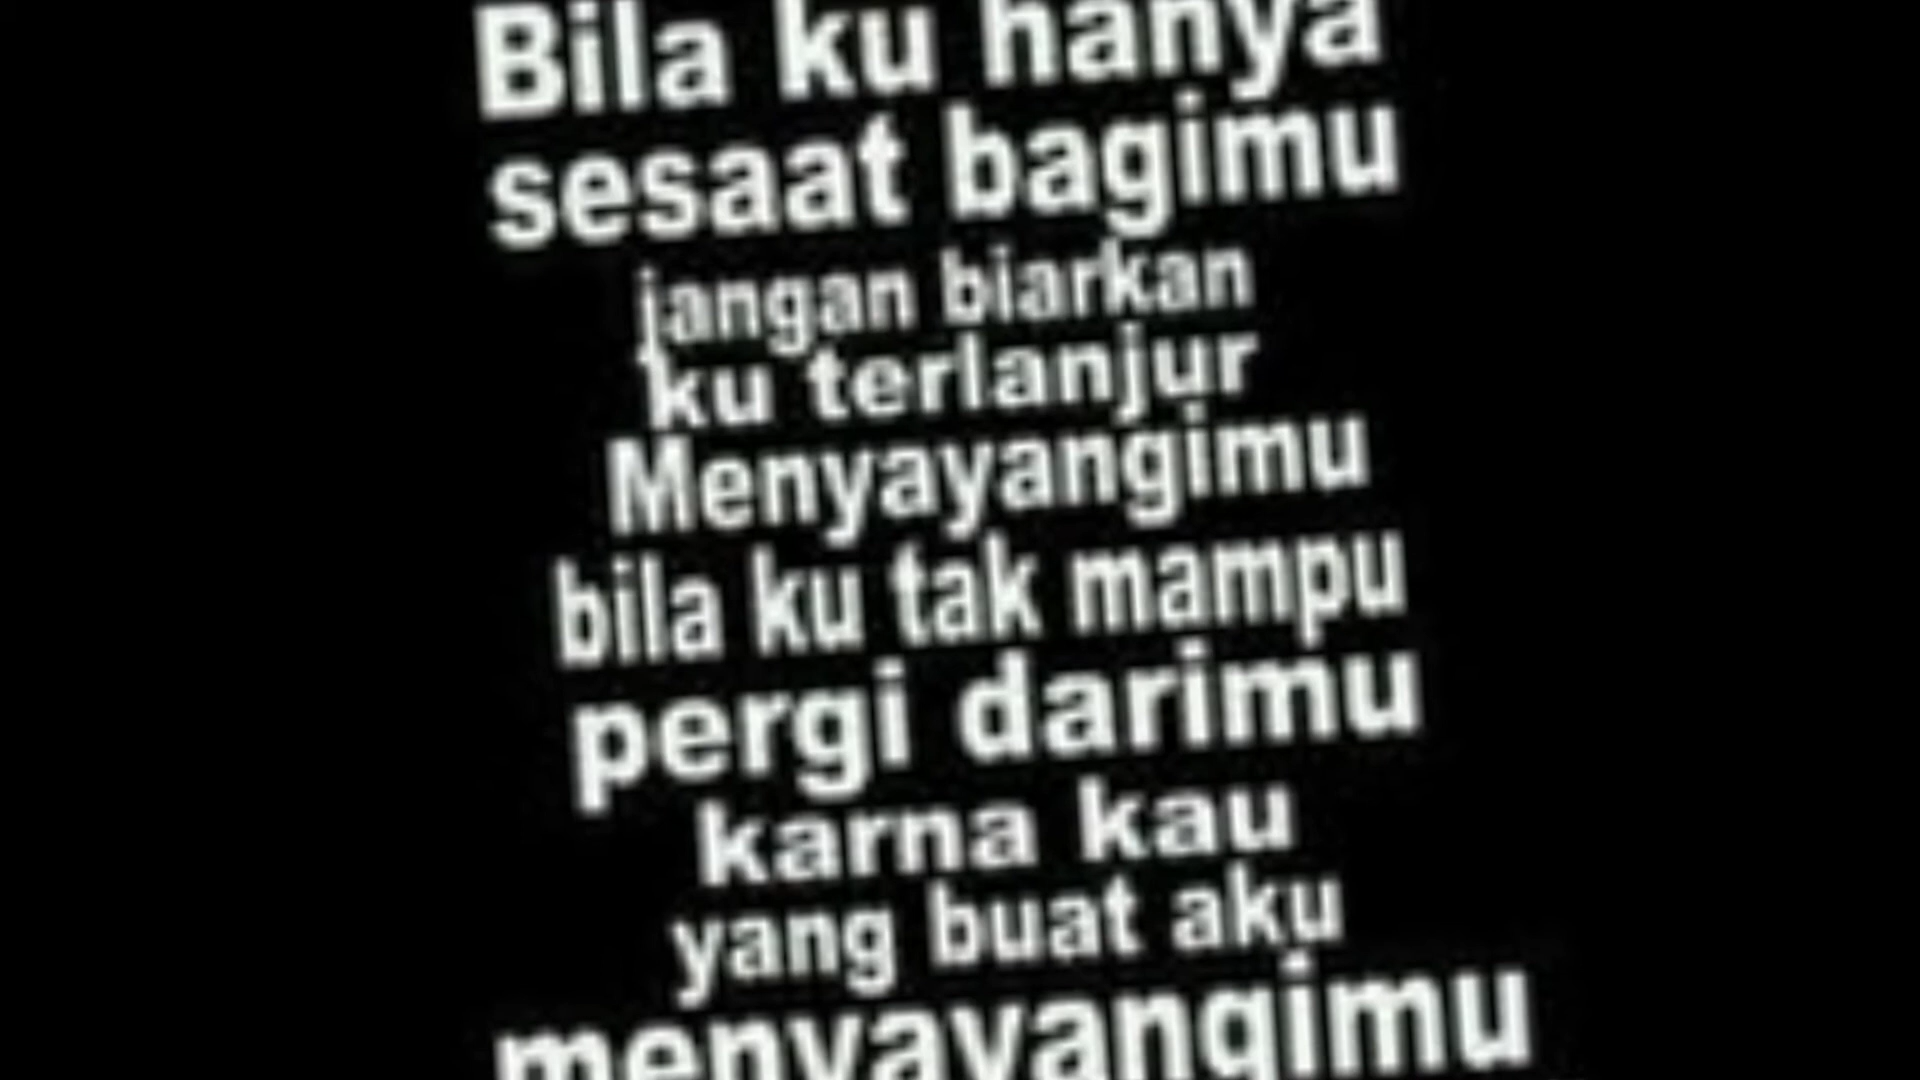 Bila ku hanya
sesaat bagimu
jangan biarkan
ku terlanjur
Menyayangimu
bila ku tak mampu
pergi darimu
karna kau
yang buat aku
menyayangimu